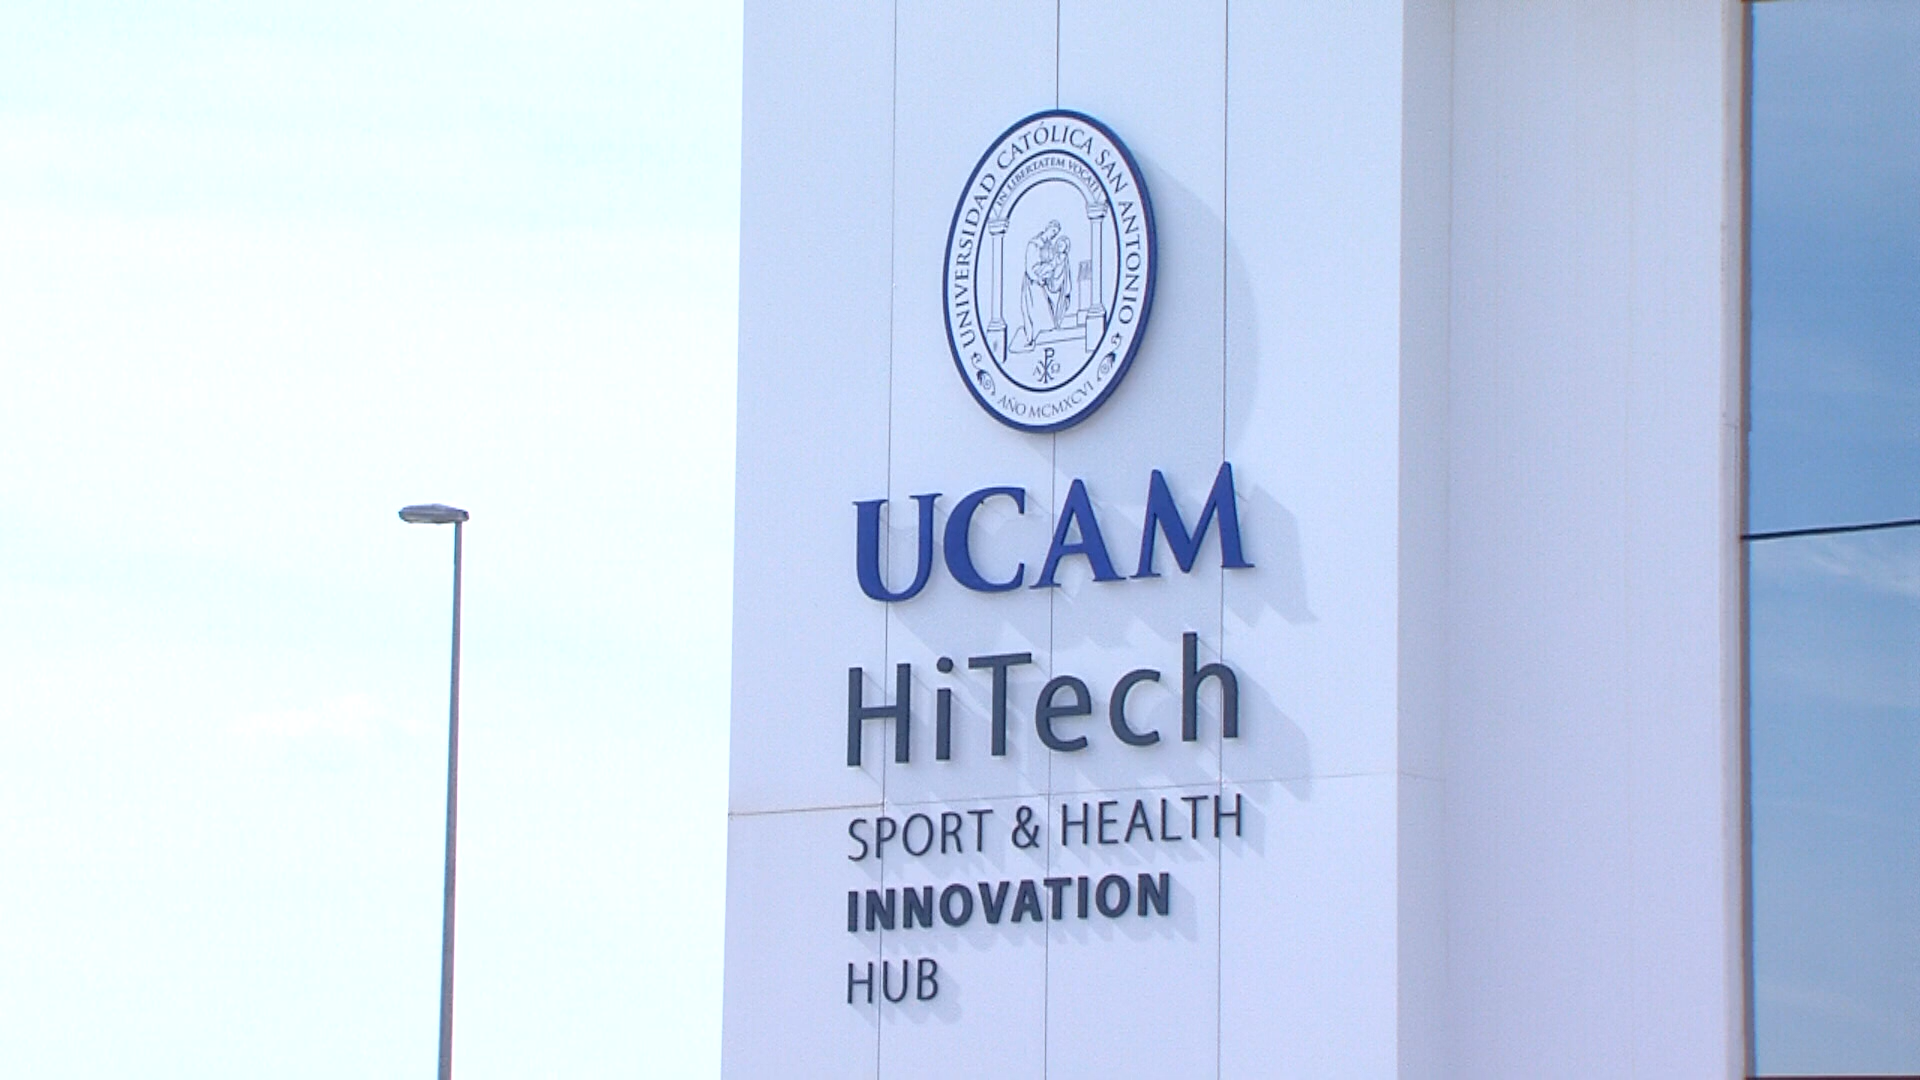 UNIVERSIDAD CATÓLICA SAN ANTONIO
IN LIBERTATEM VOCATI
Α Ω
AÑO MCMXCVI
UCAM
HiTech
SPORT & HEALTH
INNOVATION
HUB